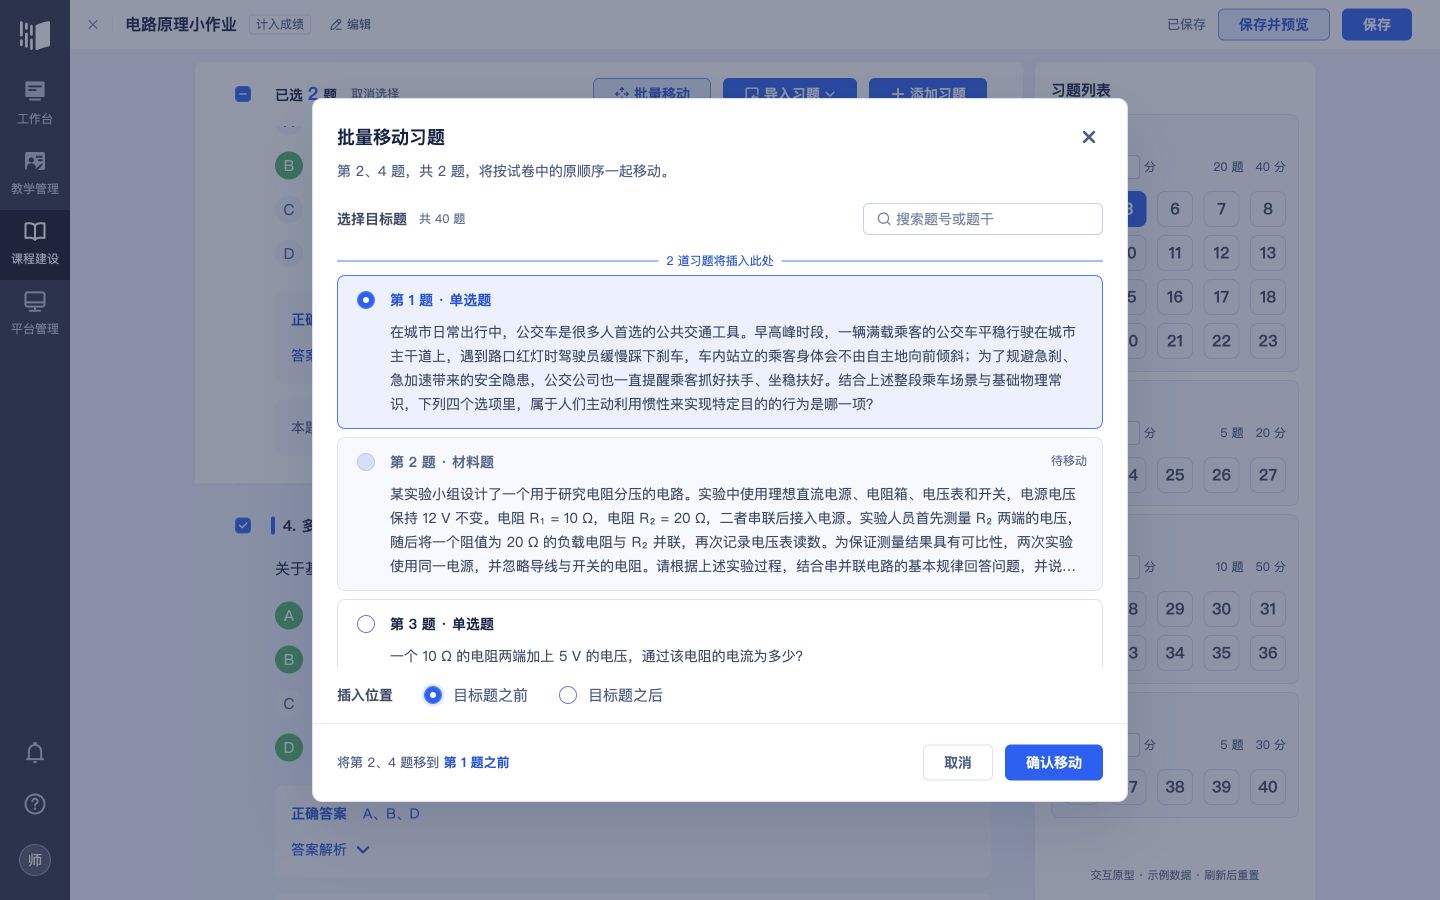 电路原理小作业 计入成绩 编辑 已保存 保存并预览 保存
工作台
教学管理
课程建设
平台管理
师
已选 2 题 取消选择 批量移动 导入习题 添加习题
B
C
D
4.
A
B
C
D
正确答案 A、B、D
答案解析
批量移动习题
第 2、4 题，共 2 题，将按试卷中的原顺序一起移动。
选择目标题 共 40 题 搜索题号或题干
2 道习题将插入此处
第 1 题 · 单选题
在城市日常出行中，公交车是很多人首选的公共交通工具。早高峰时段，一辆满载乘客的公交车平稳行驶在城市
主干道上，遇到路口红灯时驾驶员缓慢踩下刹车，车内站立的乘客身体会不由自主地向前倾斜；为了规避急刹、
急加速带来的安全隐患，公交公司也一直提醒乘客抓好扶手、坐稳扶好。结合上述整段乘车场景与基础物理常
识，下列四个选项里，属于人们主动利用惯性来实现特定目的的行为是哪一项？
第 2 题 · 材料题 待移动
某实验小组设计了一个用于研究电阻分压的电路。实验中使用理想直流电源、电阻箱、电压表和开关，电源电压
保持 12 V 不变。电阻 R₁ = 10 Ω，电阻 R₂ = 20 Ω，二者串联后接入电源。实验人员首先测量 R₂ 两端的电压，
随后将一个阻值为 20 Ω 的负载电阻与 R₂ 并联，再次记录电压表读数。为保证测量结果具有可比性，两次实验
使用同一电源，并忽略导线与开关的电阻。请根据上述实验过程，结合串并联电路的基本规律回答问题，并说...
第 3 题 · 单选题
一个 10 Ω 的电阻两端加上 5 V 的电压，通过该电阻的电流为多少？
插入位置 目标题之前 目标题之后
将第 2、4 题移到 第 1 题之前 取消 确认移动
习题列表
分 20 题 40 分
6 7 8
11 12 13
16 17 18
21 22 23
分 5 题 20 分
25 26 27
分 10 题 50 分
29 30 31
34 35 36
分 5 题 30 分
38 39 40
交互原型 · 示例数据 · 刷新后重置